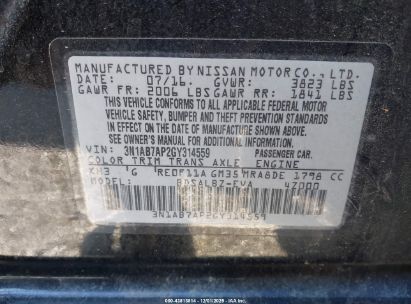 MANUFACTURED BY NISSAN MOTOR CO., LTD.
DATE: 07/16 GVWR: 3823 LBS
GAWR FR: 2006 LBS GAWR RR: 1841 LBS
THIS VEHICLE CONFORMS TO ALL APPLICABLE FEDERAL MOTOR
VEHICLE SAFETY, BUMPER AND THEFT PREVENTION STANDARDS
IN EFFECT ON THE DATE OF MANUFACTURE SHOWN ABOVE.
SEE OWNER'S MANUAL FOR MORE INFORMATION.
VIN: 3N1AB7AP2GY314559 PASSENGER CAR.
COLOR TRIM TRANS AXLE ENGINE
KH3 G RE0F11A GM35 MRA8DE 1798 CC
BDSALBZ-EVA 47000
3N1AB7AP2GY314559